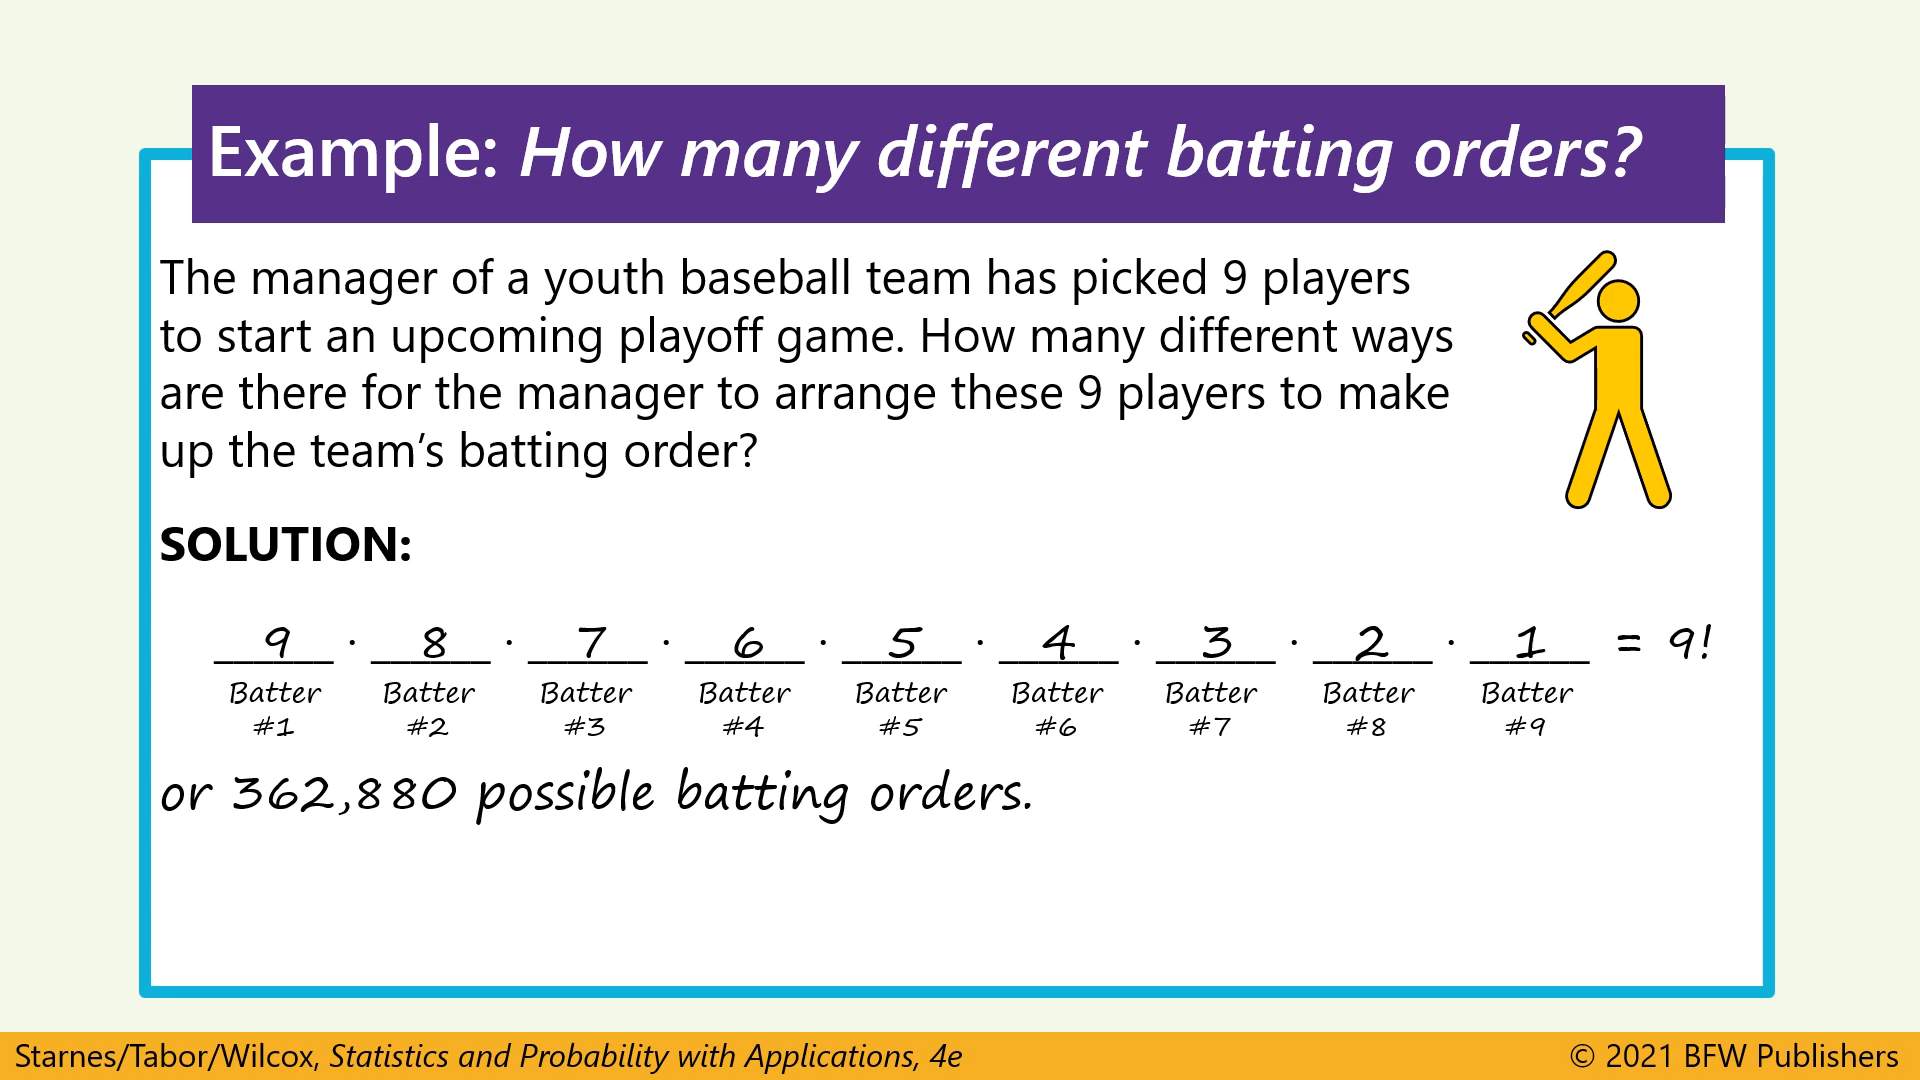 Example: How many different batting orders?
The manager of a youth baseball team has picked 9 players
to start an upcoming playoff game. How many different ways
are there for the manager to arrange these 9 players to make
up the team’s batting order?
SOLUTION:
9 · 8 · 7 · 6 · 5 · 4 · 3 · 2 · 1 = 9!
Batter Batter Batter Batter Batter Batter Batter Batter Batter
#1 #2 #3 #4 #5 #6 #7 #8 #9
or 362,880 possible batting orders.
Starnes/Tabor/Wilcox, Statistics and Probability with Applications, 4e © 2021 BFW Publishers